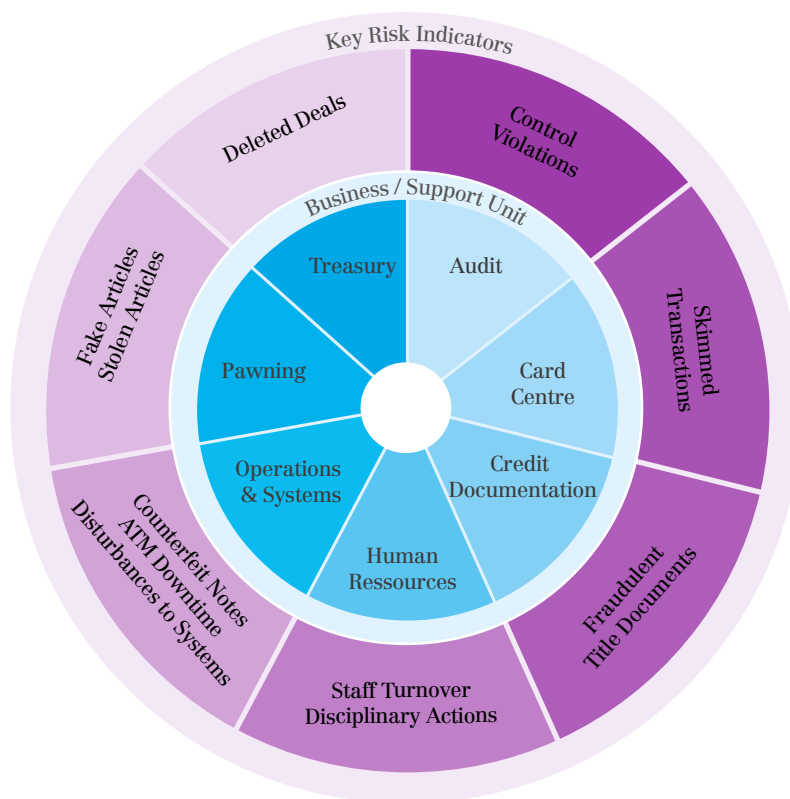 Key Risk Indicators
Control
Violations
Skimmed
Transactions
Fraudulent
Title Documents
Staff Turnover
Disciplinary Actions
Counterfeit Notes
ATM Downtime
Disturbances to Systems
Fake Articles
Stolen Articles
Deleted Deals
Business / Support Unit
Audit
Card
Centre
Credit
Documentation
Human
Ressources
Operations
& Systems
Pawning
Treasury